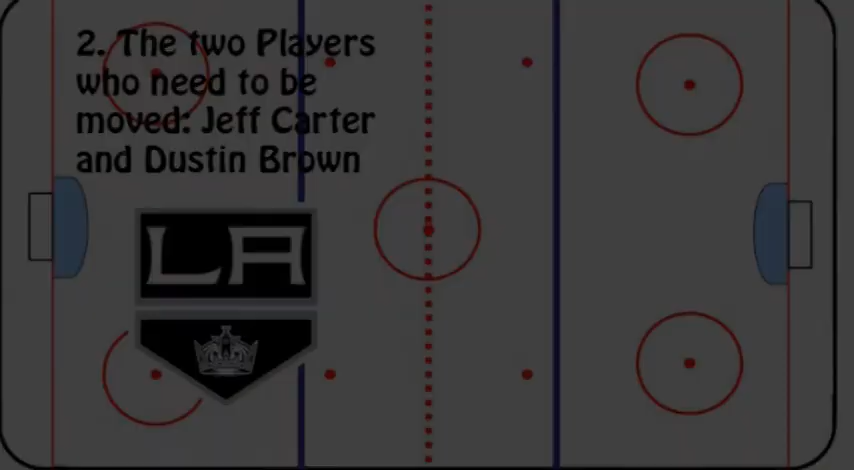 2. The two Players
who need to be
moved: Jeff Carter
and Dustin Brown
LA